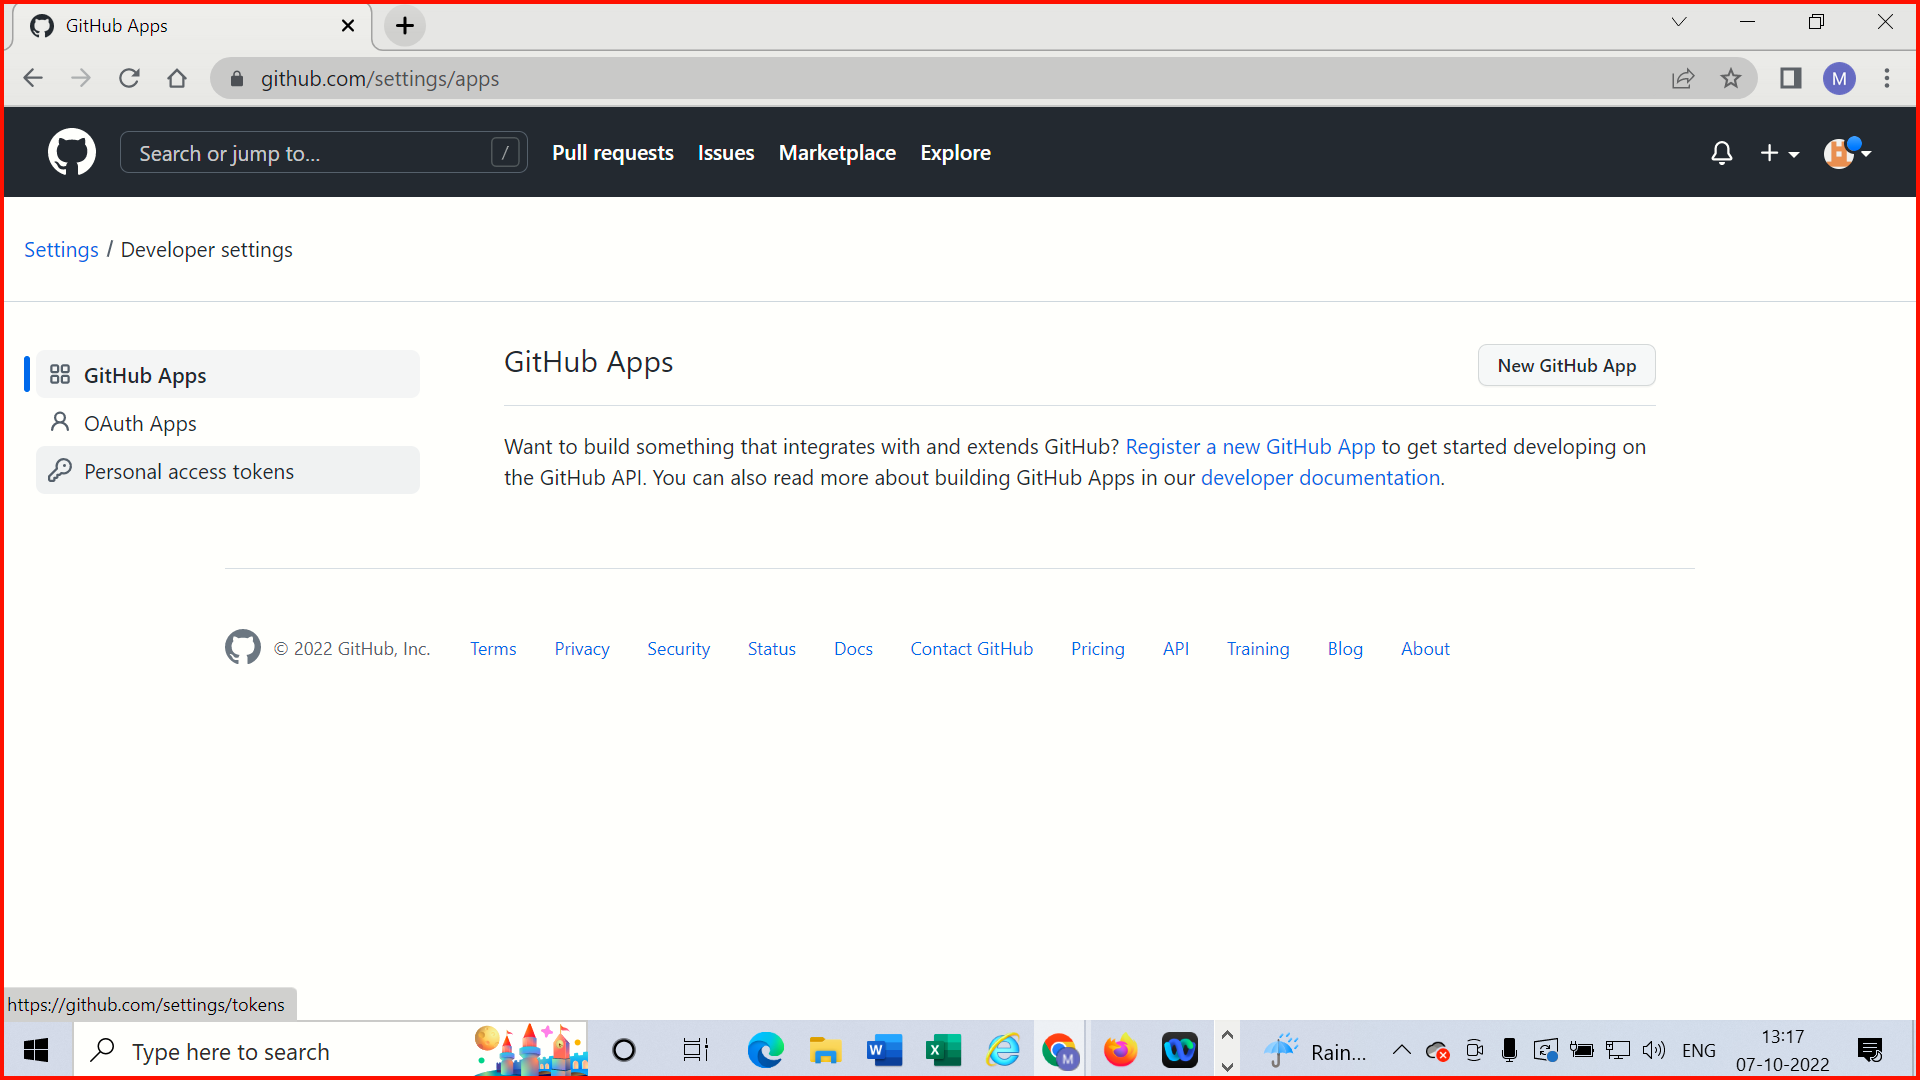 GitHub Apps
github.com/settings/apps
M
Search or jump to...
/
Pull requests
Issues
Marketplace
Explore
Settings / Developer settings
GitHub Apps
OAuth Apps
Personal access tokens
GitHub Apps
New GitHub App
Want to build something that integrates with and extends GitHub? Register a new GitHub App to get started developing on
the GitHub API. You can also read more about building GitHub Apps in our developer documentation.
© 2022 GitHub, Inc.
Terms
Privacy
Security
Status
Docs
Contact GitHub
Pricing
API
Training
Blog
About
https://github.com/settings/tokens
Type here to search
W
X
M
Rain...
ENG
13:17
07-10-2022